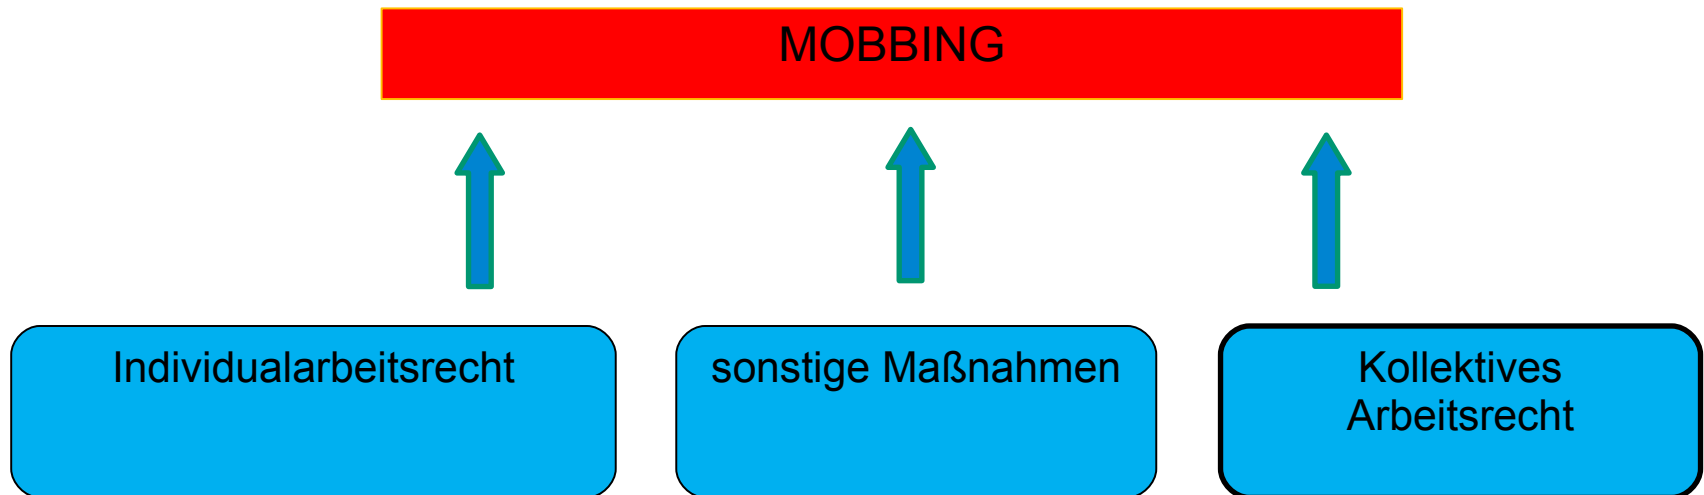 MOBBING
Individualarbeitsrecht
sonstige Maßnahmen
Kollektives
Arbeitsrecht